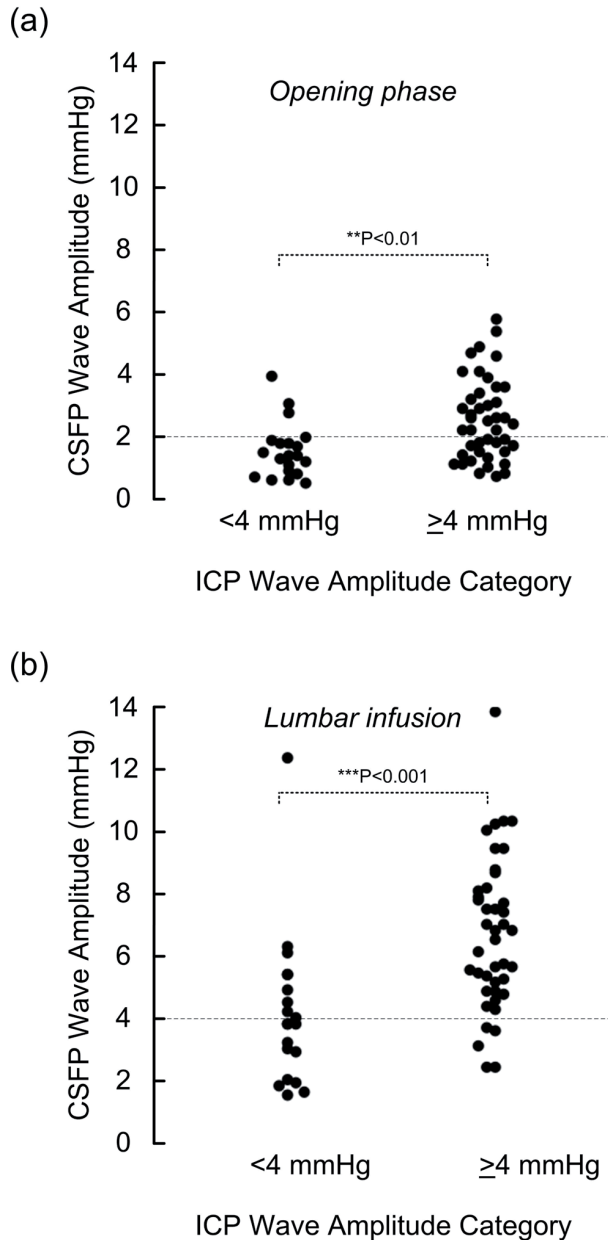 (a)
CSFP Wave Amplitude (mmHg)
14
12
10
8
6
4
2
0
Opening phase
**P<0.01
<4 mmHg
≥4 mmHg
ICP Wave Amplitude Category
(b)
CSFP Wave Amplitude (mmHg)
14
12
10
8
6
4
2
0
Lumbar infusion
***P<0.001
<4 mmHg
≥4 mmHg
ICP Wave Amplitude Category